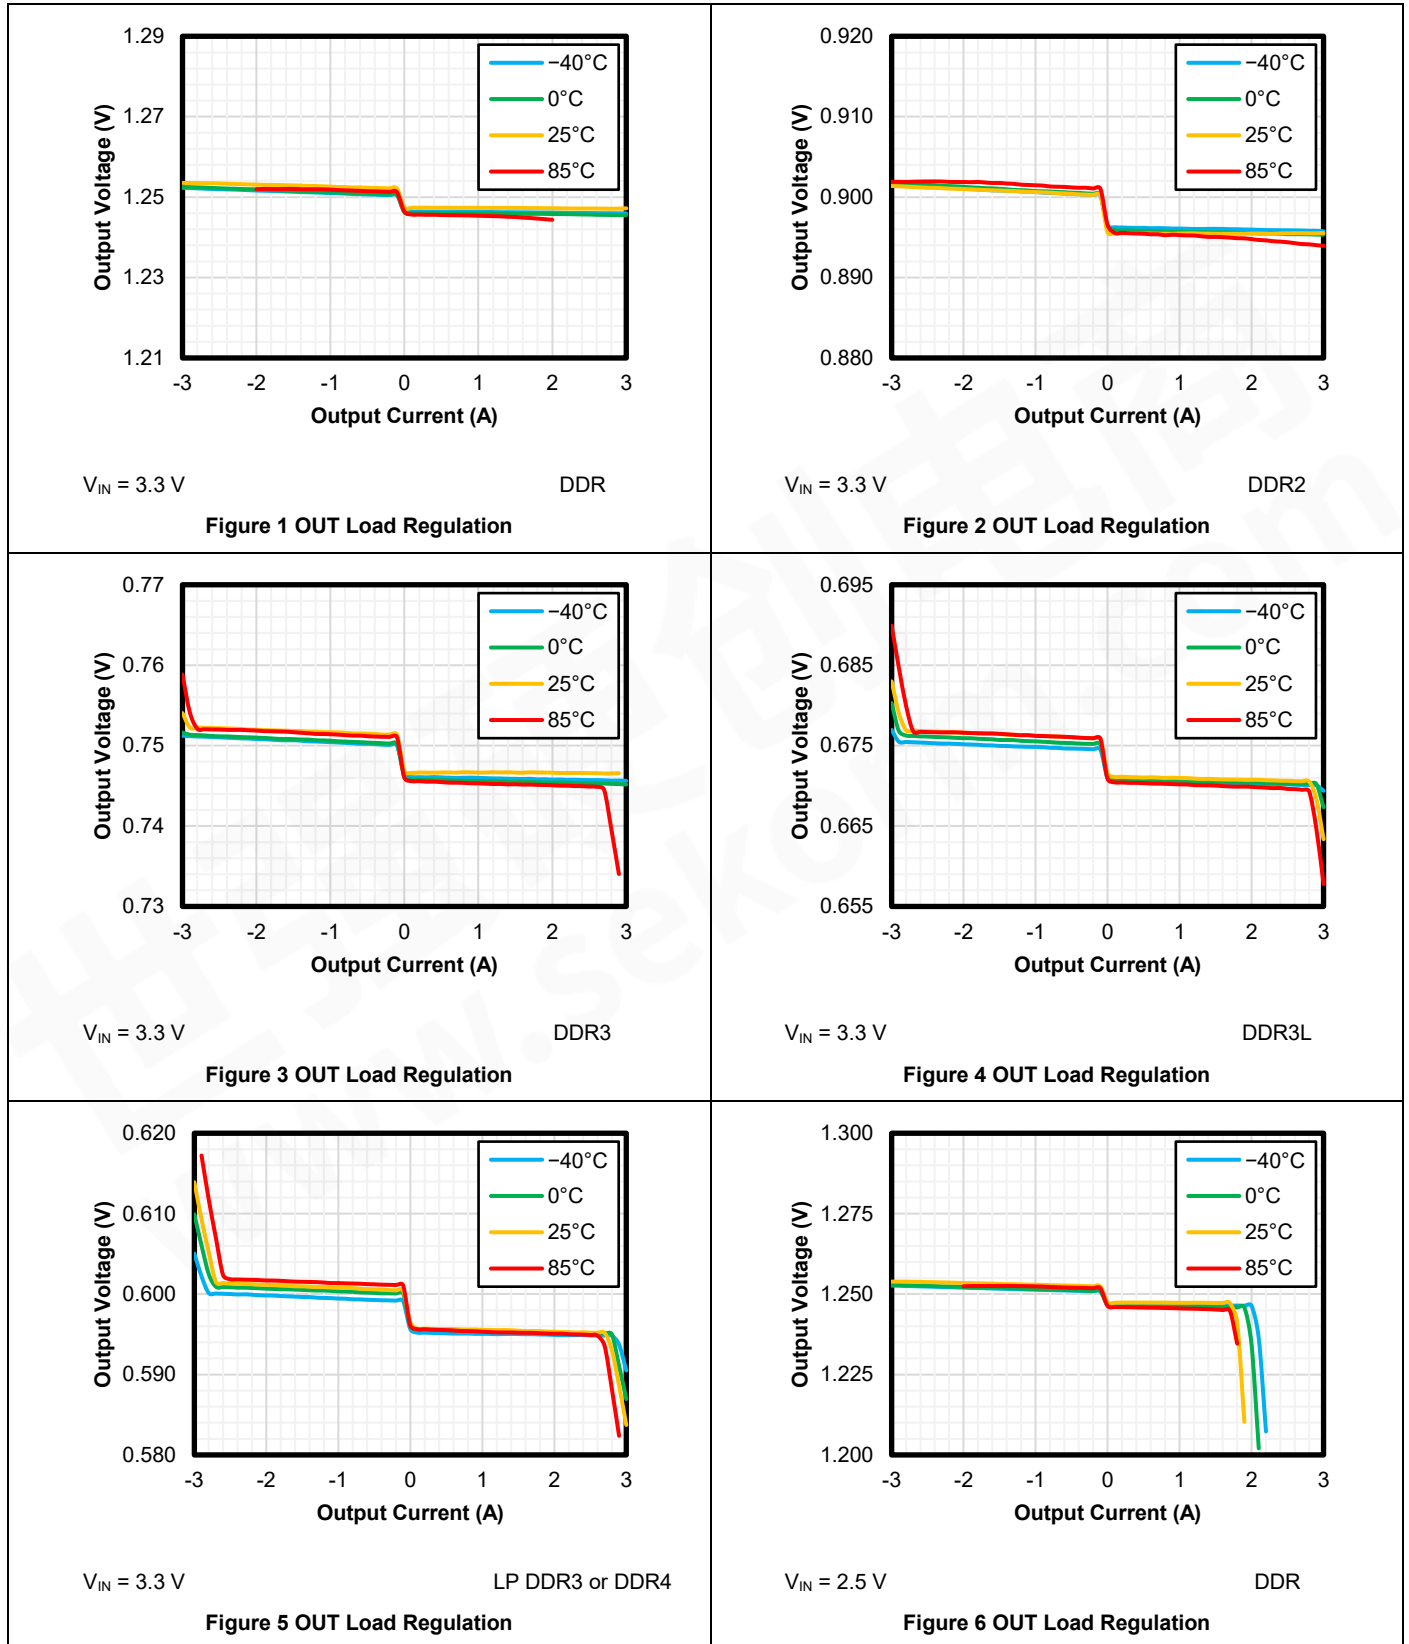 1.29
1.27
1.25
1.23
1.21
Output Voltage (V)
-3 -2 -1 0 1 2 3
Output Current (A)
−40°C
0°C
25°C
85°C
VIN = 3.3 V DDR
Figure 1 OUT Load Regulation
0.920
0.910
0.900
0.890
0.880
Output Voltage (V)
-3 -2 -1 0 1 2 3
Output Current (A)
−40°C
0°C
25°C
85°C
VIN = 3.3 V DDR2
Figure 2 OUT Load Regulation
0.77
0.76
0.75
0.74
0.73
Output Voltage (V)
-3 -2 -1 0 1 2 3
Output Current (A)
−40°C
0°C
25°C
85°C
VIN = 3.3 V DDR3
Figure 3 OUT Load Regulation
0.695
0.685
0.675
0.665
0.655
Output Voltage (V)
-3 -2 -1 0 1 2 3
Output Current (A)
−40°C
0°C
25°C
85°C
VIN = 3.3 V DDR3L
Figure 4 OUT Load Regulation
0.620
0.610
0.600
0.590
0.580
Output Voltage (V)
-3 -2 -1 0 1 2 3
Output Current (A)
−40°C
0°C
25°C
85°C
VIN = 3.3 V LP DDR3 or DDR4
Figure 5 OUT Load Regulation
1.300
1.275
1.250
1.225
1.200
Output Voltage (V)
-3 -2 -1 0 1 2 3
Output Current (A)
−40°C
0°C
25°C
85°C
VIN = 2.5 V DDR
Figure 6 OUT Load Regulation
世强硬创电商
www.sekorm.com